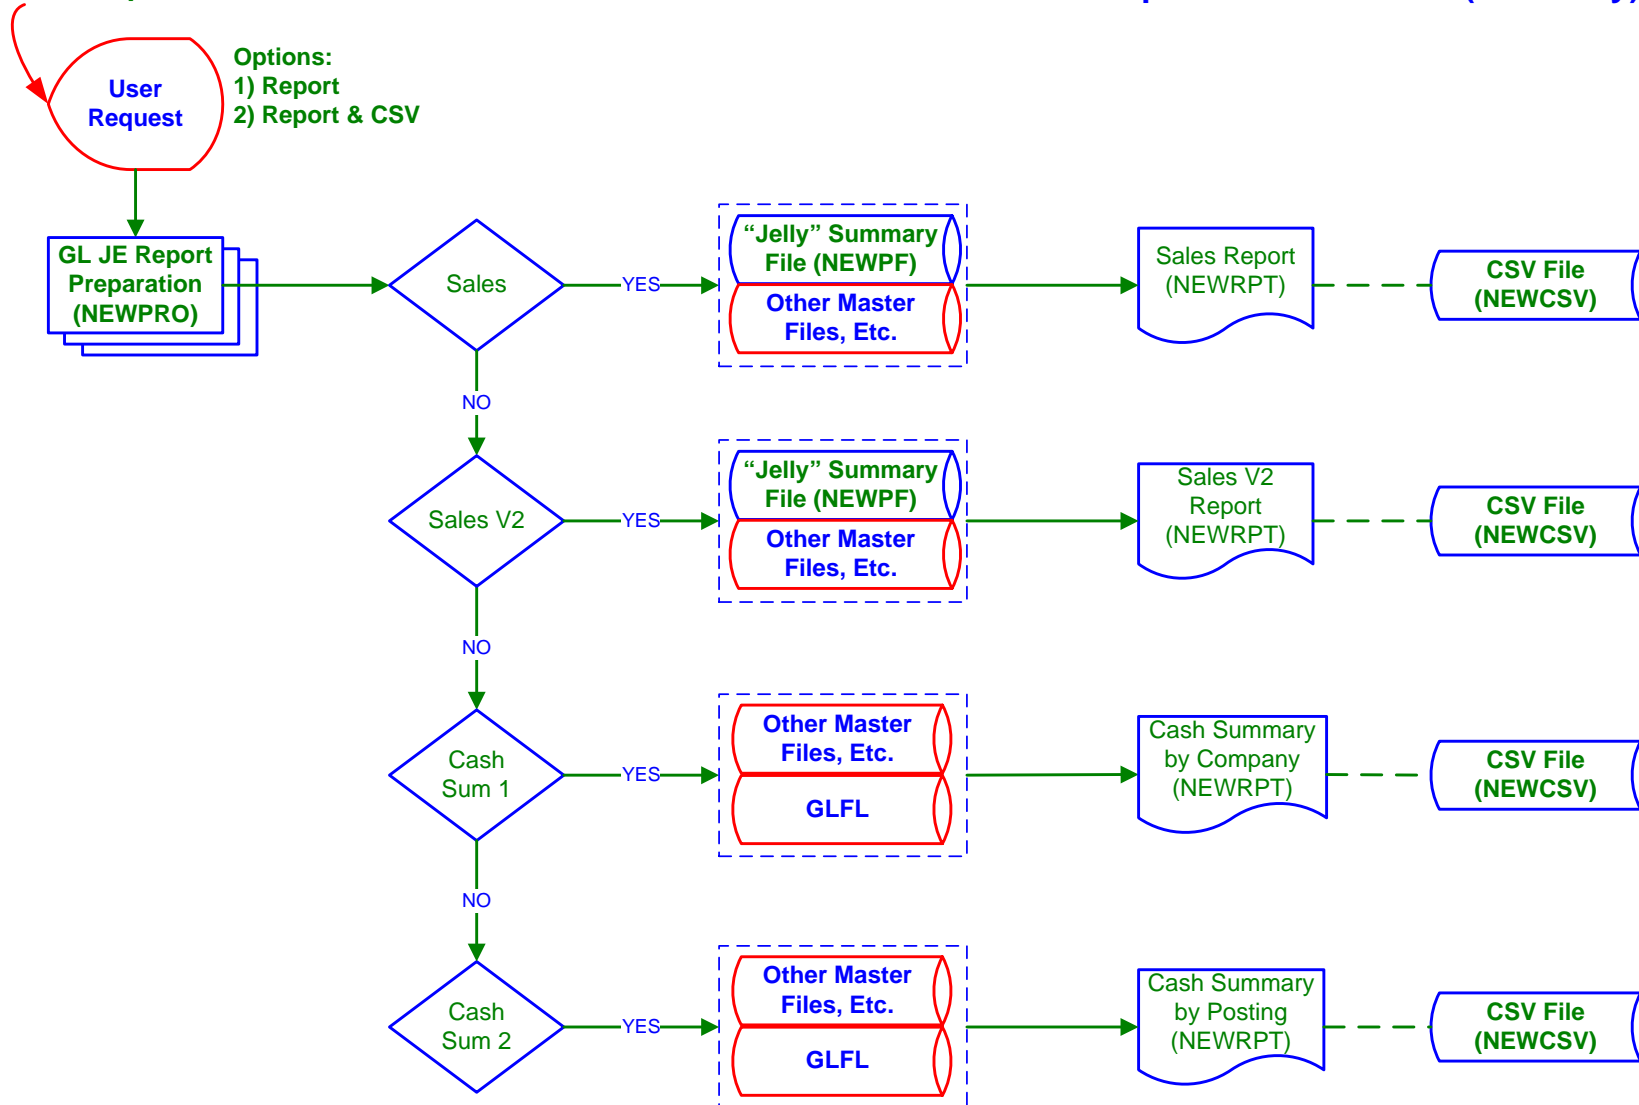 User
Request
Options:
1) Report
2) Report & CSV
GL JE Report
Preparation
(NEWPRO)
Sales
YES
“Jelly” Summary
File (NEWPF)
Other Master
Files, Etc.
Sales Report
(NEWRPT)
CSV File
(NEWCSV)
NO
Sales V2
YES
“Jelly” Summary
File (NEWPF)
Other Master
Files, Etc.
Sales V2
Report
(NEWRPT)
CSV File
(NEWCSV)
NO
Cash
Sum 1
YES
Other Master
Files, Etc.
GLFL
Cash Summary
by Company
(NEWRPT)
CSV File
(NEWCSV)
NO
Cash
Sum 2
YES
Other Master
Files, Etc.
GLFL
Cash Summary
by Posting
(NEWRPT)
CSV File
(NEWCSV)